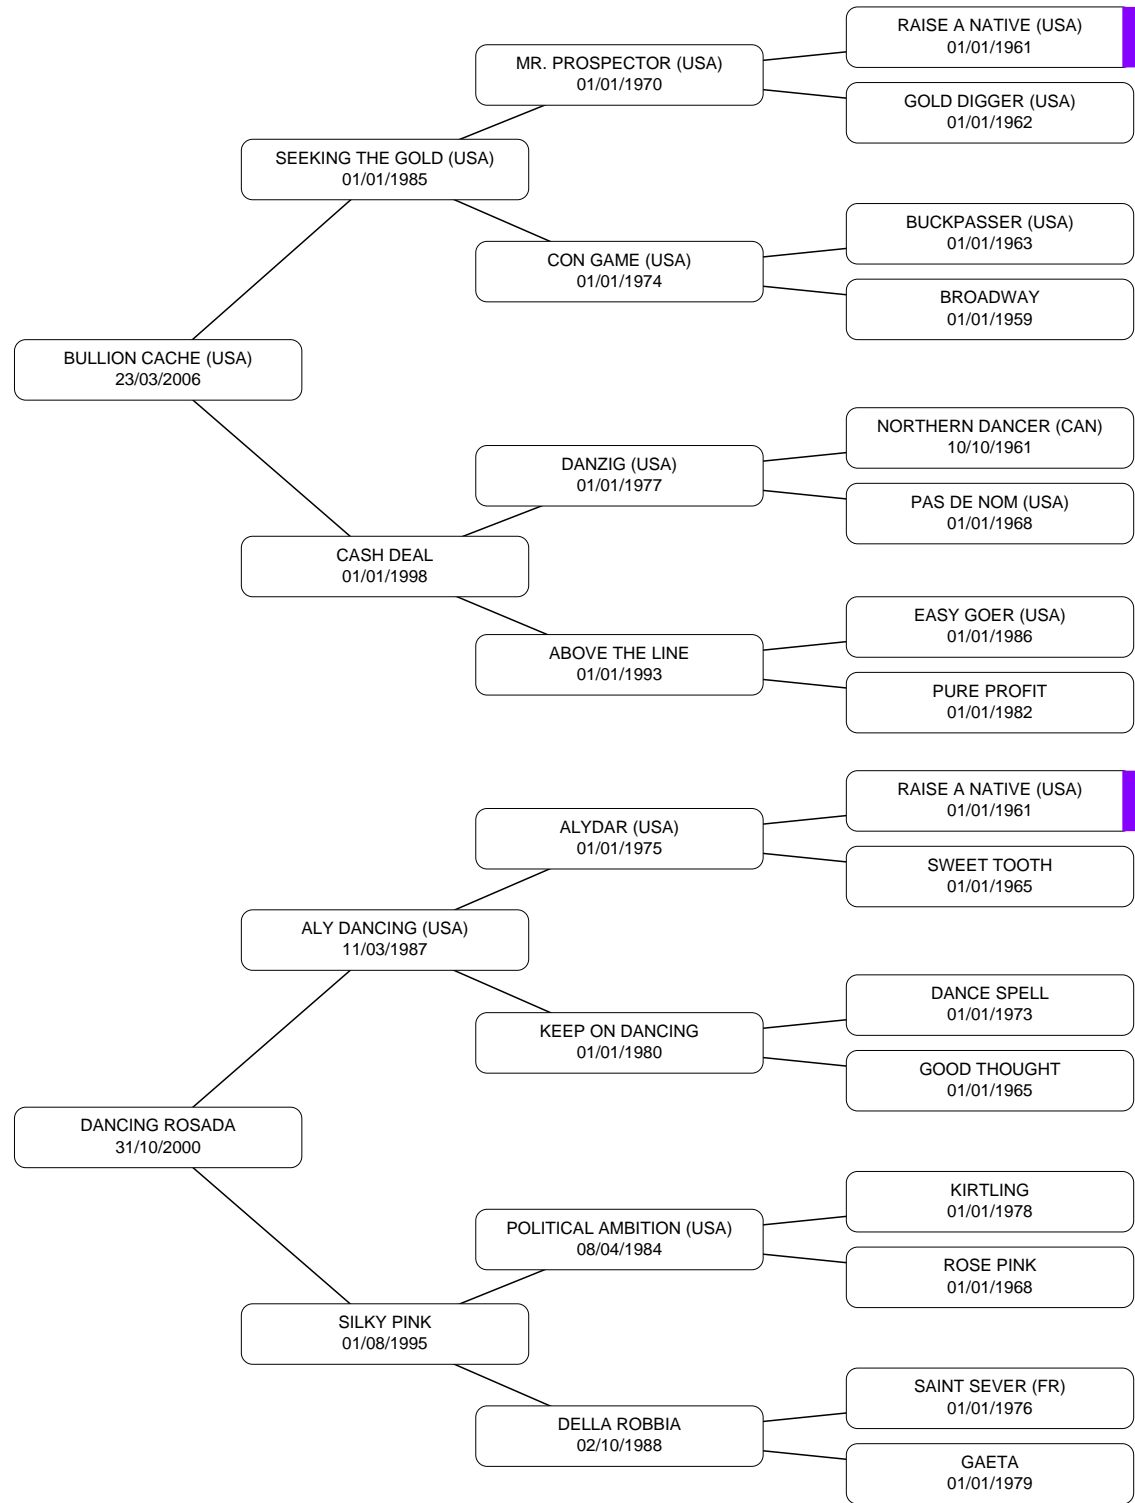 RAISE A NATIVE (USA)
01/01/1961
MR. PROSPECTOR (USA)
01/01/1970
GOLD DIGGER (USA)
01/01/1962
SEEKING THE GOLD (USA)
01/01/1985
BUCKPASSER (USA)
01/01/1963
CON GAME (USA)
01/01/1974
BROADWAY
01/01/1959
BULLION CACHE (USA)
23/03/2006
NORTHERN DANCER (CAN)
10/10/1961
DANZIG (USA)
01/01/1977
PAS DE NOM (USA)
01/01/1968
CASH DEAL
01/01/1998
EASY GOER (USA)
01/01/1986
ABOVE THE LINE
01/01/1993
PURE PROFIT
01/01/1982
RAISE A NATIVE (USA)
01/01/1961
ALYDAR (USA)
01/01/1975
SWEET TOOTH
01/01/1965
ALY DANCING (USA)
11/03/1987
DANCE SPELL
01/01/1973
KEEP ON DANCING
01/01/1980
GOOD THOUGHT
01/01/1965
DANCING ROSADA
31/10/2000
KIRTLING
01/01/1978
POLITICAL AMBITION (USA)
08/04/1984
ROSE PINK
01/01/1968
SILKY PINK
01/08/1995
SAINT SEVER (FR)
01/01/1976
DELLA ROBBIA
02/10/1988
GAETA
01/01/1979